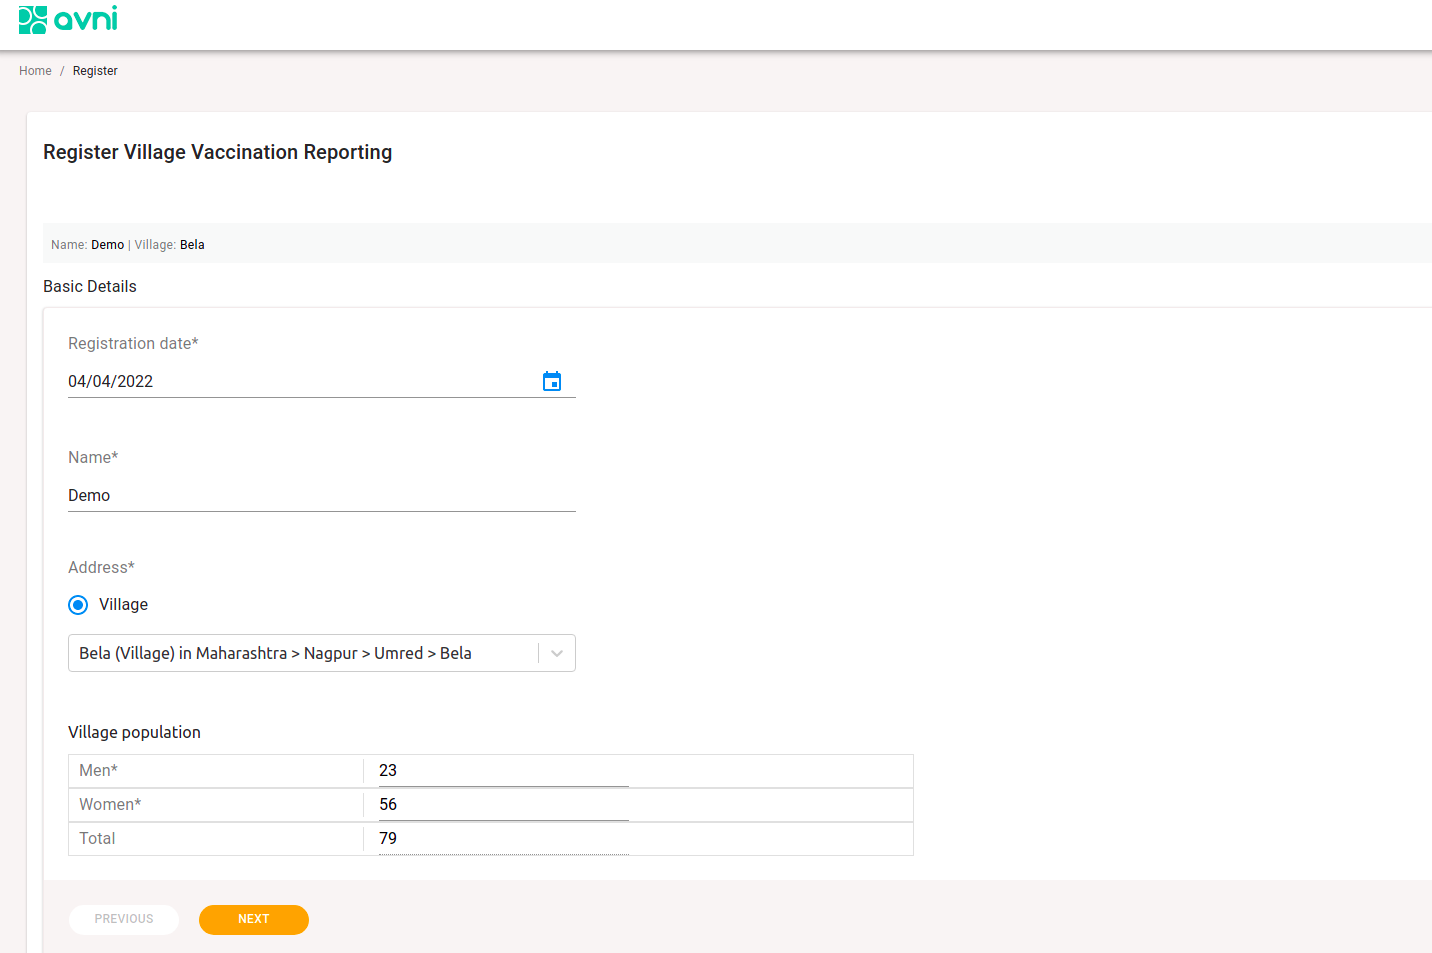 avni
Home / Register
Register Village Vaccination Reporting
Name: Demo | Village: Bela
Basic Details
Registration date*
04/04/2022
Name*
Demo
Address*
Village
Bela (Village) in Maharashtra > Nagpur > Umred > Bela
Village population
Men* 23
Women* 56
Total 79
PREVIOUS NEXT